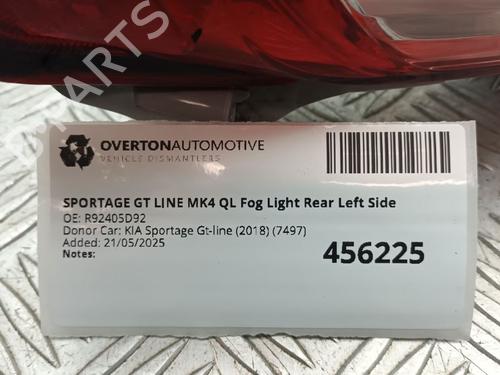 PARTS
OVERTONAUTOMOTIVE
VEHICLE DISMANTLERS
SPORTAGE GT LINE MK4 QL Fog Light Rear Left Side
OE: R92405D92
Donor Car: KIA Sportage Gt-line (2018) (7497)
Added: 21/05/2025
Notes:
456225